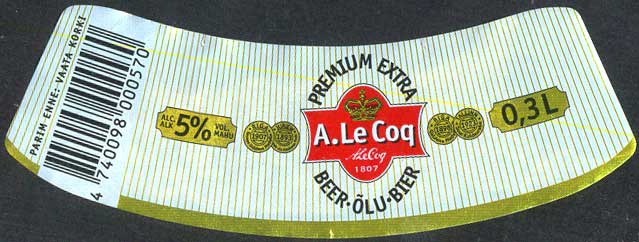 PARIM ENNE: VAATA KORKI
4 740098 000570
ALC. 5% VOL.
ALK. MAHU
PREMIUM EXTRA
A.Le Coq
A.LeCoq
1807
BEER·ÕLU·BIER
0,3L